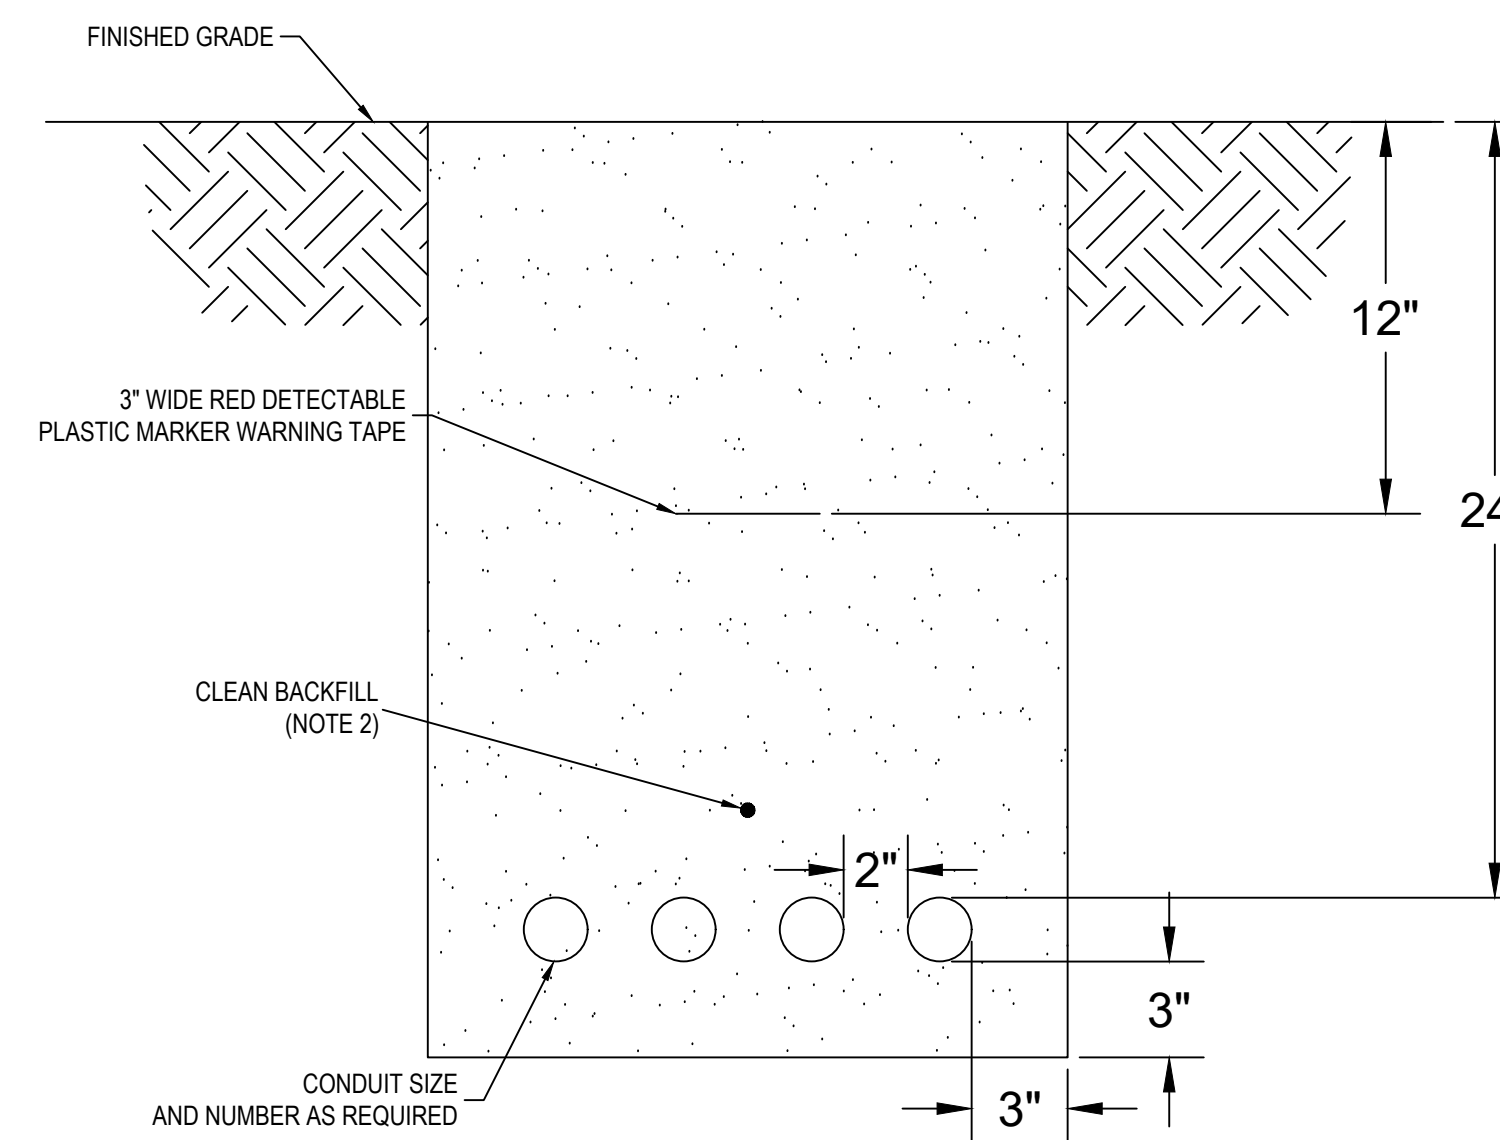 FINISHED GRADE
12"
3" WIDE RED DETECTABLE
PLASTIC MARKER WARNING TAPE
24
CLEAN BACKFILL
(NOTE 2)
2"
3"
CONDUIT SIZE
AND NUMBER AS REQUIRED
3"